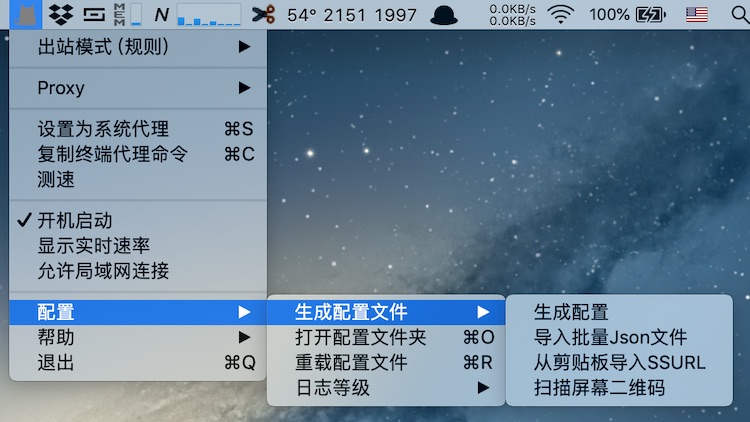 MEM
N
54° 2151 1997
0.0KB/s
0.0KB/s
100%
出站模式（规则）
Proxy
设置为系统代理 ⌘S
复制终端代理命令 ⌘C
测速
✓ 开机启动
显示实时速率
允许局域网连接
配置
帮助
退出 ⌘Q
生成配置文件
打开配置文件夹 ⌘O
重载配置文件 ⌘R
日志等级
生成配置
导入批量Json文件
从剪贴板导入SSURL
扫描屏幕二维码